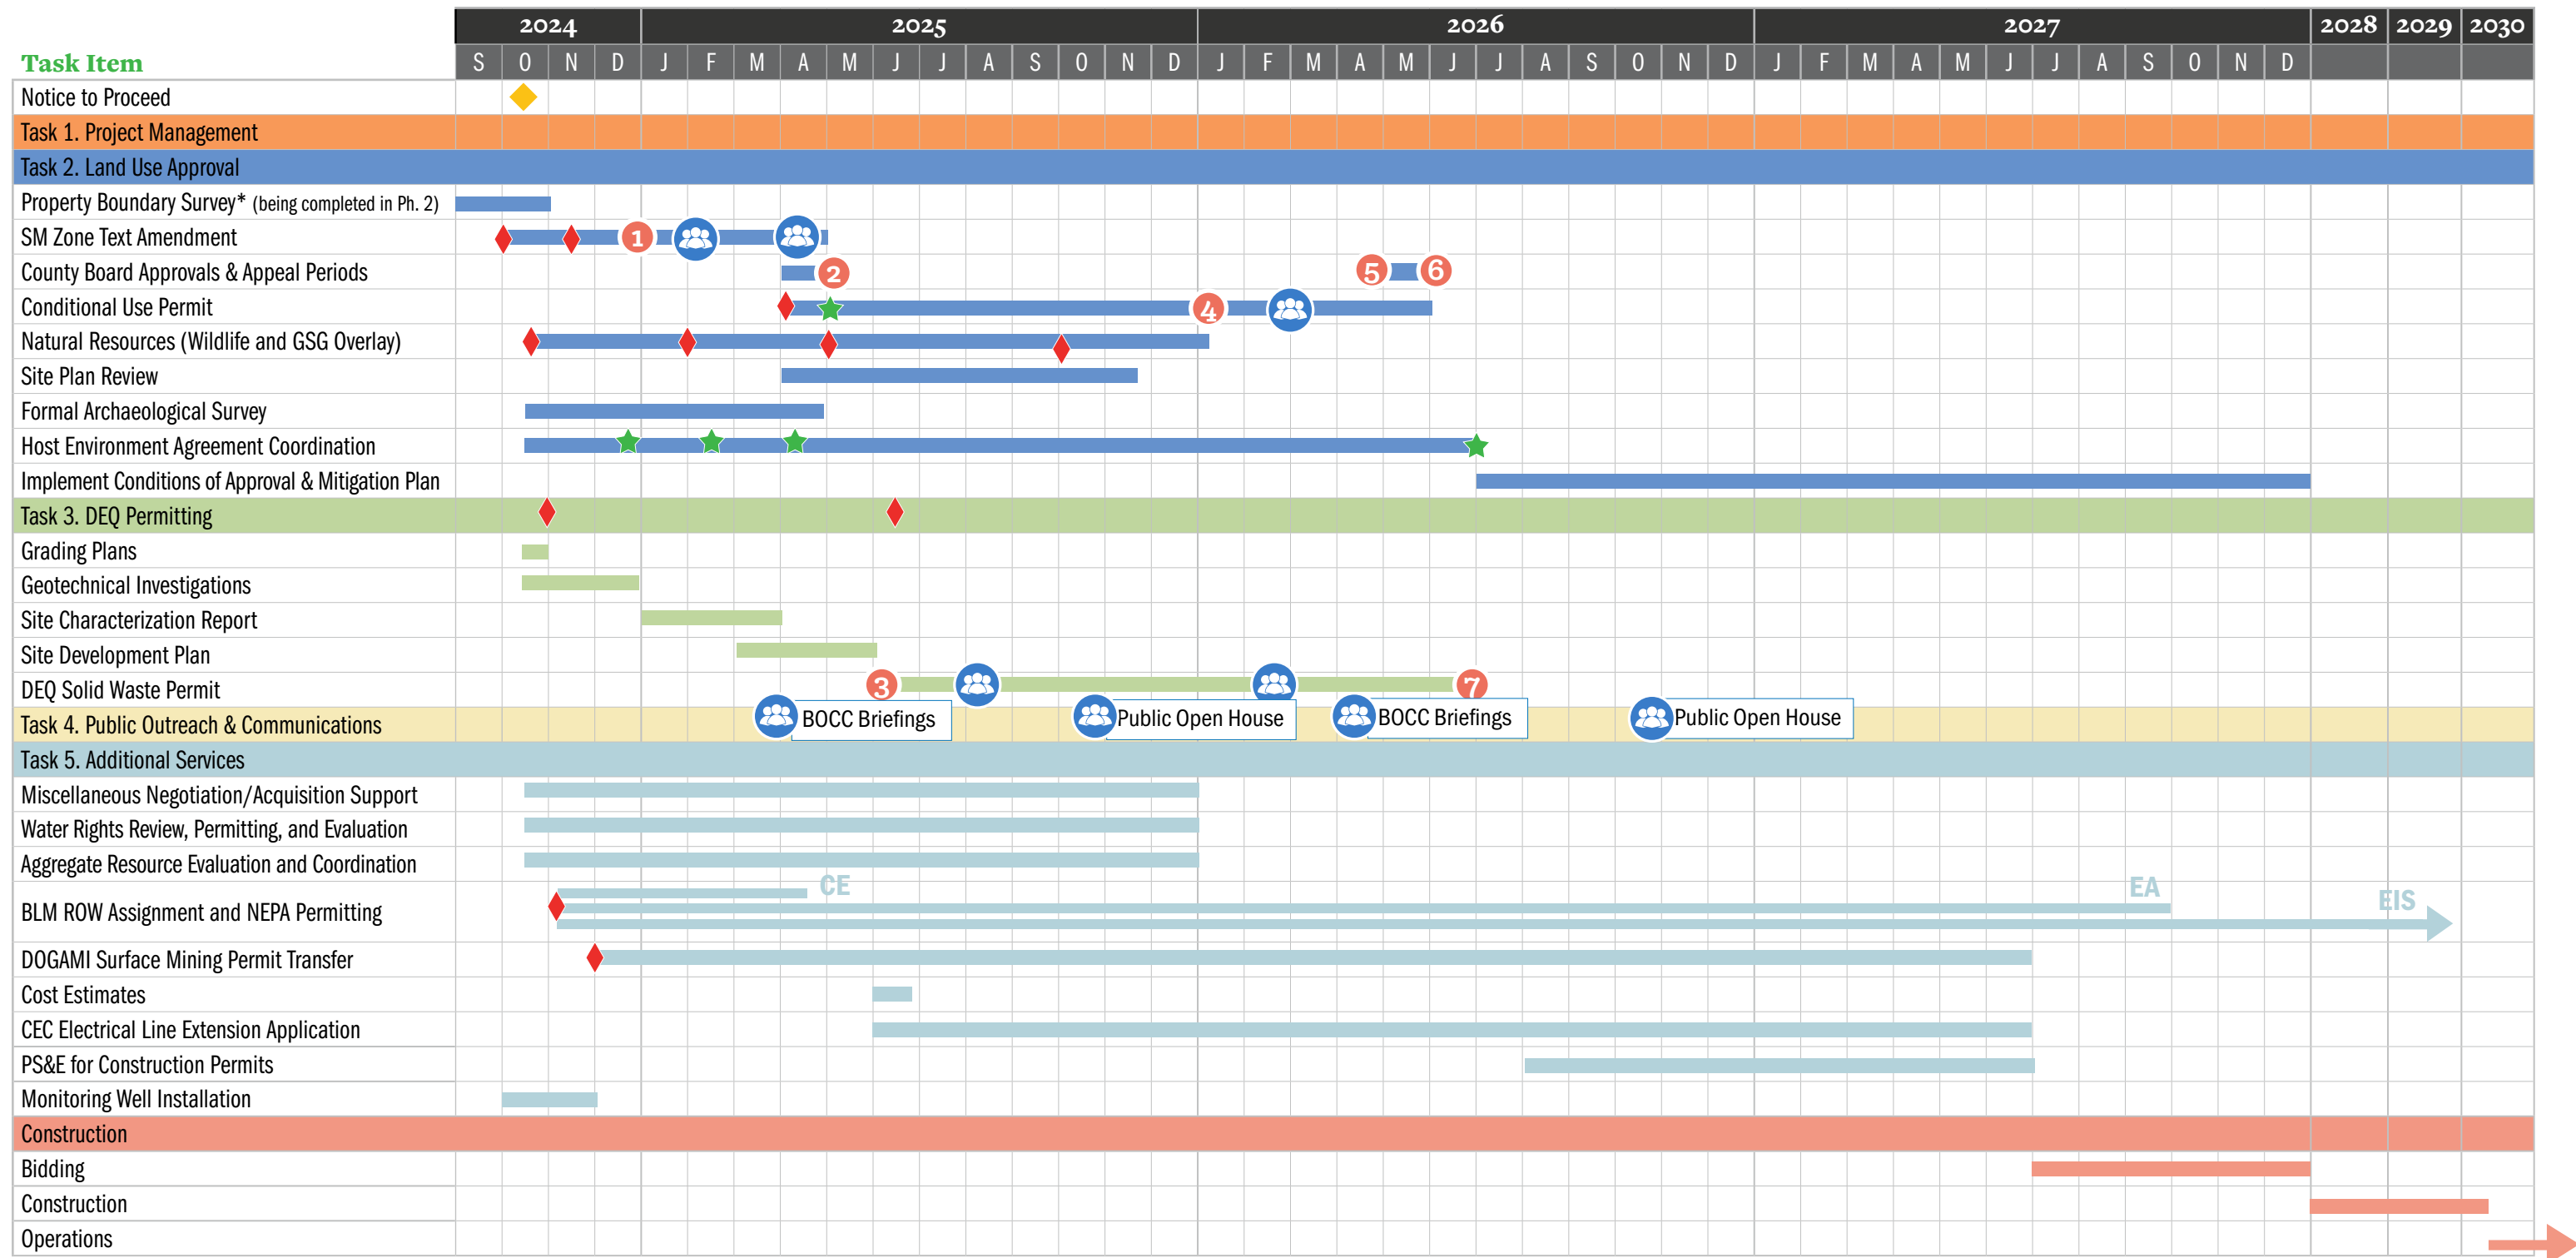 2024 2025 2026 2027 2028 2029 2030
Task Item S O N D J F M A M J J A S O N D J F M A M J J A S O N D J F M A M J J A S O N D
Notice to Proceed
Task 1. Project Management
Task 2. Land Use Approval
Property Boundary Survey* (being completed in Ph. 2)
SM Zone Text Amendment 1
County Board Approvals & Appeal Periods 2 5 6
Conditional Use Permit 4
Natural Resources (Wildlife and GSG Overlay)
Site Plan Review
Formal Archaeological Survey
Host Environment Agreement Coordination
Implement Conditions of Approval & Mitigation Plan
Task 3. DEQ Permitting
Grading Plans
Geotechnical Investigations
Site Characterization Report
Site Development Plan
DEQ Solid Waste Permit 3 7
Task 4. Public Outreach & Communications BOCC Briefings Public Open House BOCC Briefings Public Open House
Task 5. Additional Services
Miscellaneous Negotiation/Acquisition Support
Water Rights Review, Permitting, and Evaluation
Aggregate Resource Evaluation and Coordination
BLM ROW Assignment and NEPA Permitting CE EA EIS
DOGAMI Surface Mining Permit Transfer
Cost Estimates
CEC Electrical Line Extension Application
PS&E for Construction Permits
Monitoring Well Installation
Construction
Bidding
Construction
Operations